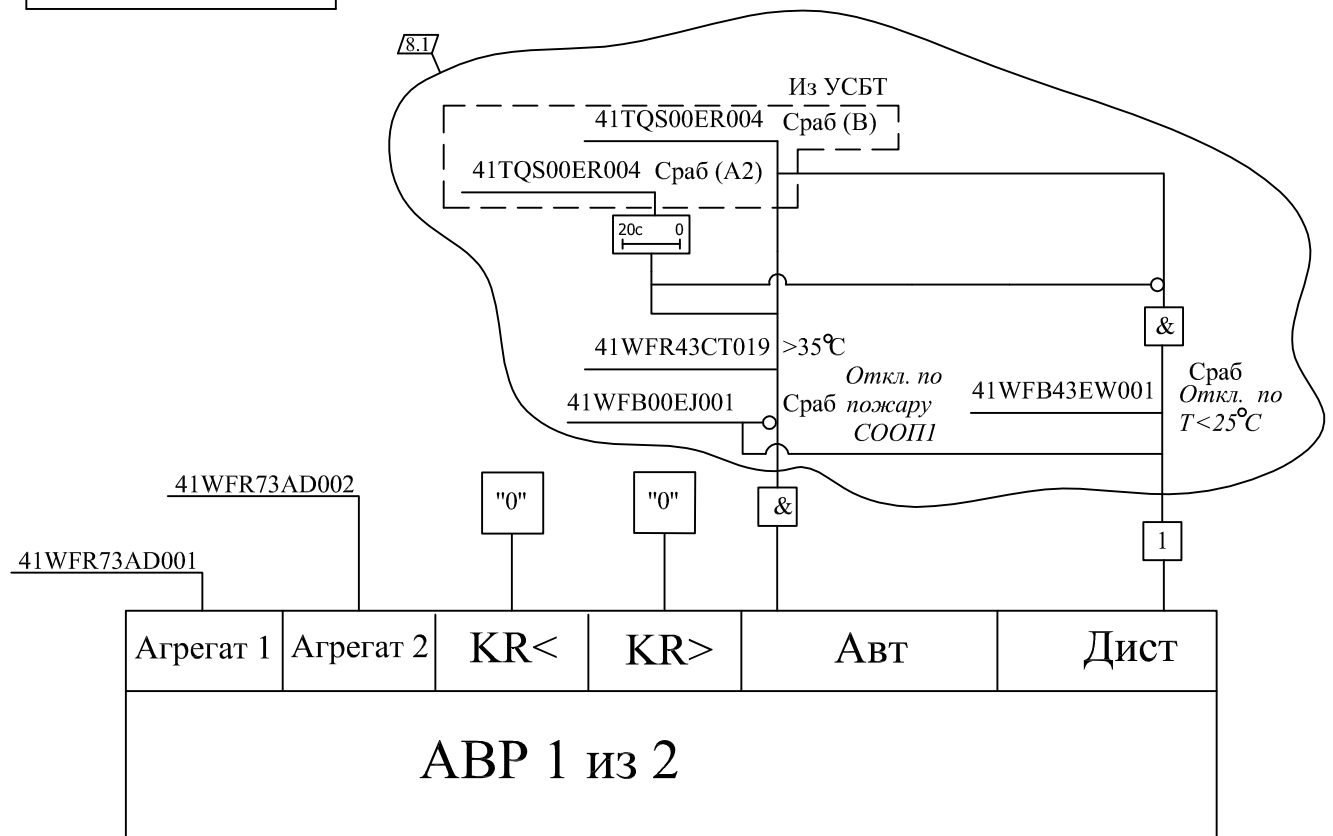 8.1
Из УСБТ
41TQS00ER004 Сраб (В)
41TQS00ER004 Сраб (А2)
20с 0
&
41WFR43CT019 >35°С
41WFB00EJ001 Сраб
Откл. по
пожару
СООП1
41WFB43EW001
Сраб
Откл. по
Т<25°С
41WFR73AD002
"0"
"0"
&
1
41WFR73AD001
Агрегат 1
Агрегат 2
KR<
KR>
Авт
Дист
АВР 1 из 2